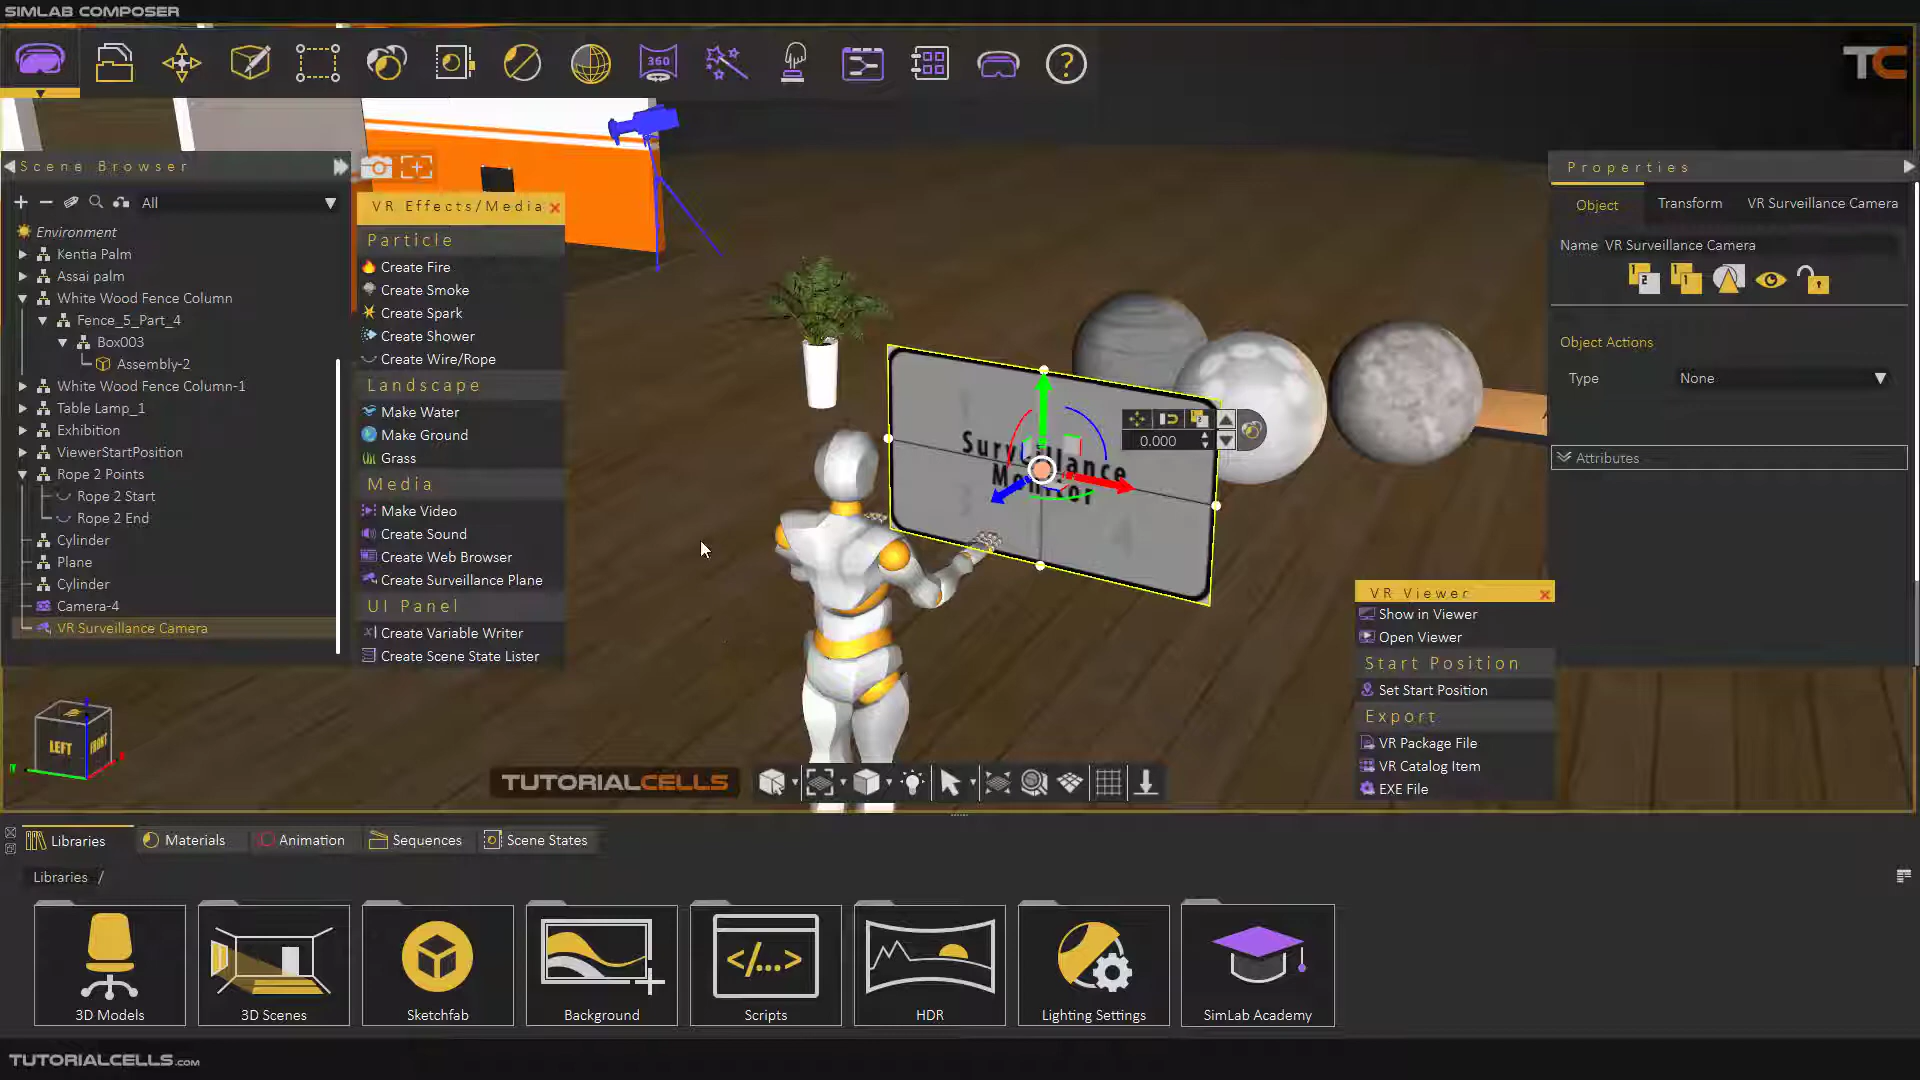 SIMLAB COMPOSER
360
TC
Scene Browser
All
Environment
Kentia Palm
Assai palm
White Wood Fence Column
Fence_5_Part_4
Box003
Assembly-2
White Wood Fence Column-1
Table Lamp_1
Exhibition
ViewerStartPosition
Rope 2 Points
Rope 2 Start
Rope 2 End
Cylinder
Plane
Cylinder
Camera-4
VR Surveillance Camera
VR Effects/Media
Particle
Create Fire
Create Smoke
Create Spark
Create Shower
Create Wire/Rope
Landscape
Make Water
Make Ground
Grass
Media
Make Video
Create Sound
Create Web Browser
Create Surveillance Plane
UI Panel
Create Variable Writer
Create Scene State Lister
Surveillance
Monitor
0.000
Properties
Object
Transform
VR Surveillance Camera
Name VR Surveillance Camera
Object Actions
Type None
Attributes
VR Viewer
Show in Viewer
Open Viewer
Start Position
Set Start Position
Export
VR Package File
VR Catalog Item
EXE File
LEFT
FRONT
TUTORIALCELLS
Libraries
Materials
Animation
Sequences
Scene States
Libraries /
3D Models
3D Scenes
Sketchfab
Background
</...>
Scripts
HDR
Lighting Settings
SimLab Academy
TUTORIALCELLS.COM